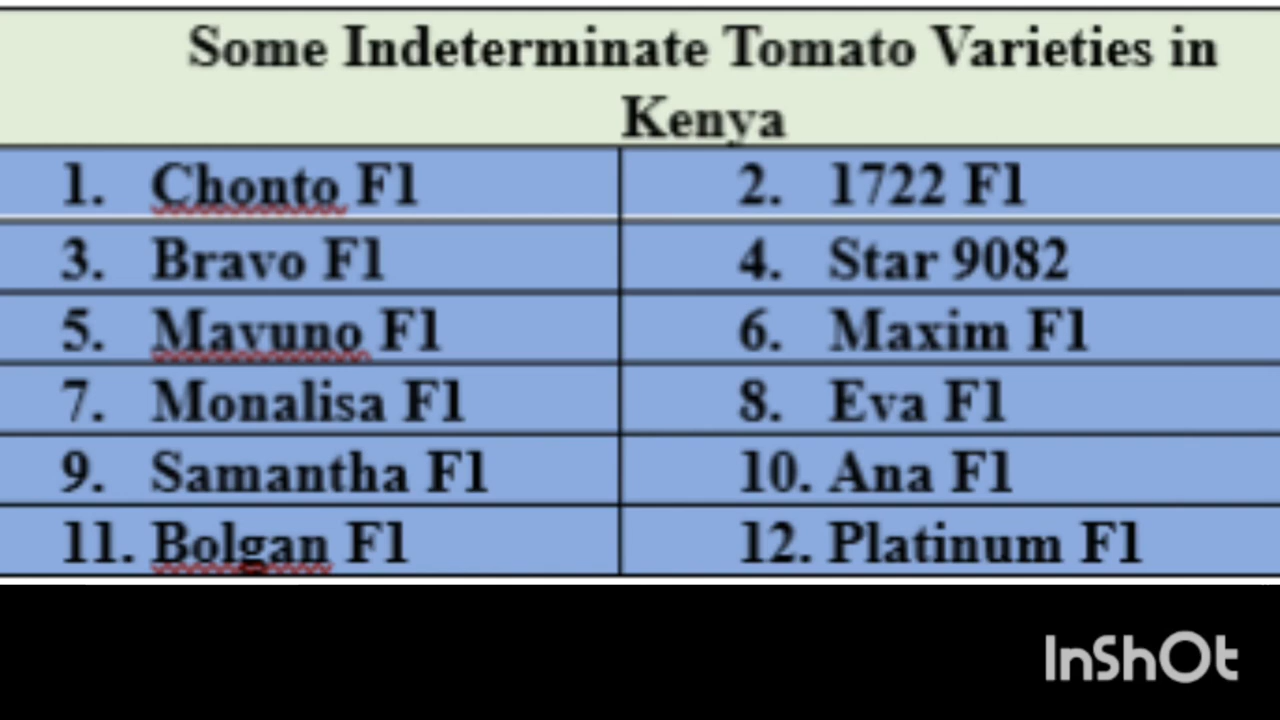 Some Indeterminate Tomato Varieties in
Kenya
1. Chonto F1
2. 1722 F1
3. Bravo F1
4. Star 9082
5. Mavuno F1
6. Maxim F1
7. Monalisa F1
8. Eva F1
9. Samantha F1
10. Ana F1
11. Bolgan F1
12. Platinum F1
InShOt